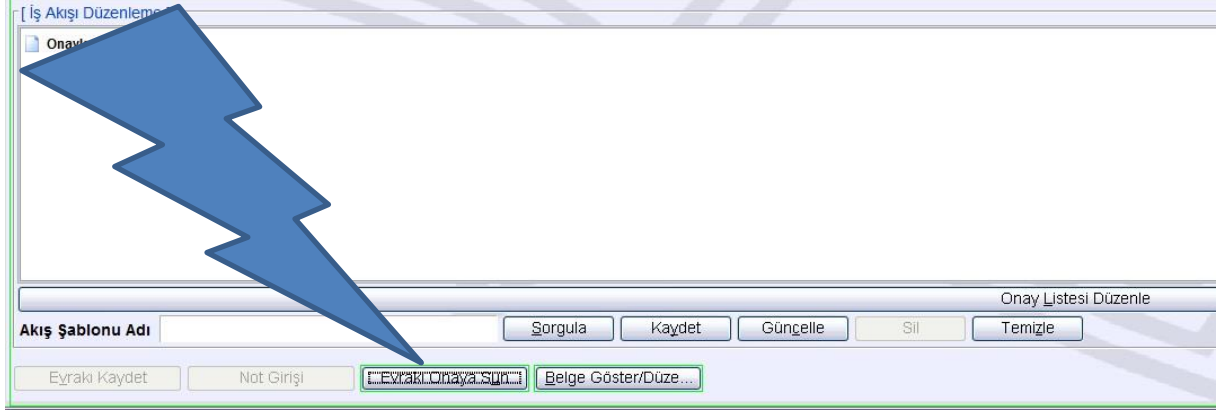 [ İş Akışı Düzenleme
Onay Listesi Düzenle
Akış Şablonu Adı Sorgula Kaydet Güncelle Sil Temizle
Evrakı Kaydet Not Girişi Evrakı Onaya Sun Belge Göster/Düze...